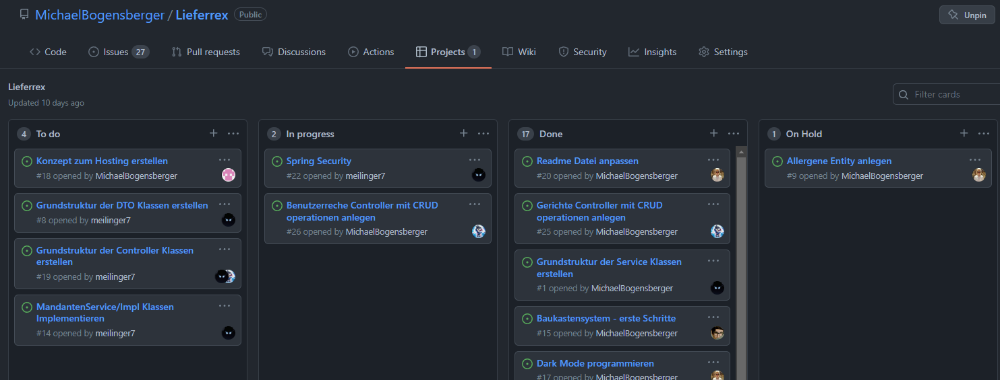 MichaelBogensberger / Lieferrex Public
Unpin
Code Issues 27 Pull requests Discussions Actions Projects 1 Wiki Security Insights Settings
Lieferrex
Updated 10 days ago
Filter cards
4 To do
Konzept zum Hosting erstellen
#18 opened by MichaelBogensberger
Grundstruktur der DTO Klassen erstellen
#8 opened by meilinger7
Grundstruktur der Controller Klassen
erstellen
#19 opened by meilinger7
MandantenService/Impl Klassen
Implementieren
#14 opened by meilinger7
2 In progress
Spring Security
#22 opened by meilinger7
Benutzerreche Controller mit CRUD
operationen anlegen
#26 opened by MichaelBogensberger
17 Done
Readme Datei anpassen
#20 opened by MichaelBogensberger
Gerichte Controller mit CRUD
operationen anlegen
#25 opened by MichaelBogensberger
Grundstruktur der Service Klassen
erstellen
#1 opened by MichaelBogensberger
Baukastensystem - erste Schritte
#15 opened by MichaelBogensberger
Dark Mode programmieren
#17 opened by MichaelBogensberger
1 On Hold
Allergene Entity anlegen
#9 opened by MichaelBogensberger